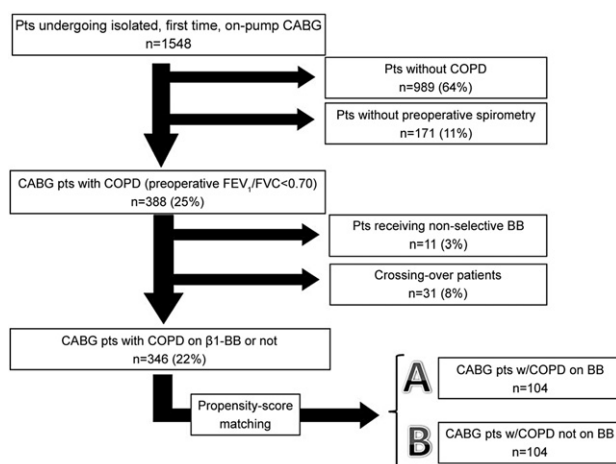 Pts undergoing isolated, first time, on-pump CABG
n=1548
Pts without COPD
n=989 (64%)
Pts without preoperative spirometry
n=171 (11%)
CABG pts with COPD (preoperative FEV₁/FVC<0.70)
n=388 (25%)
Pts receiving non-selective BB
n=11 (3%)
Crossing-over patients
n=31 (8%)
CABG pts with COPD on β1-BB or not
n=346 (22%)
Propensity-score
matching
A
CABG pts w/COPD on BB
n=104
B
CABG pts w/COPD not on BB
n=104